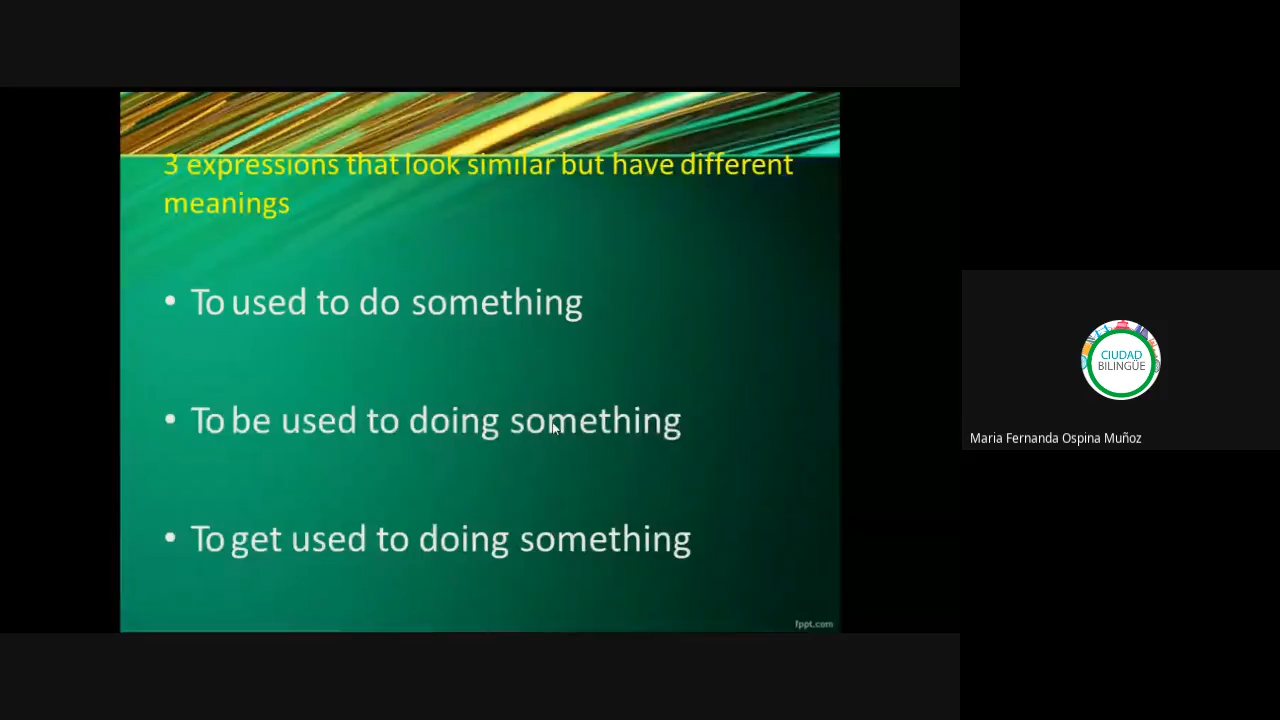 3 expressions that look similar but have different
meanings
• To used to do something
• To be used to doing something
• To get used to doing something
fppt.com
CIUDAD
BILINGÜE
Maria Fernanda Ospina Muñoz